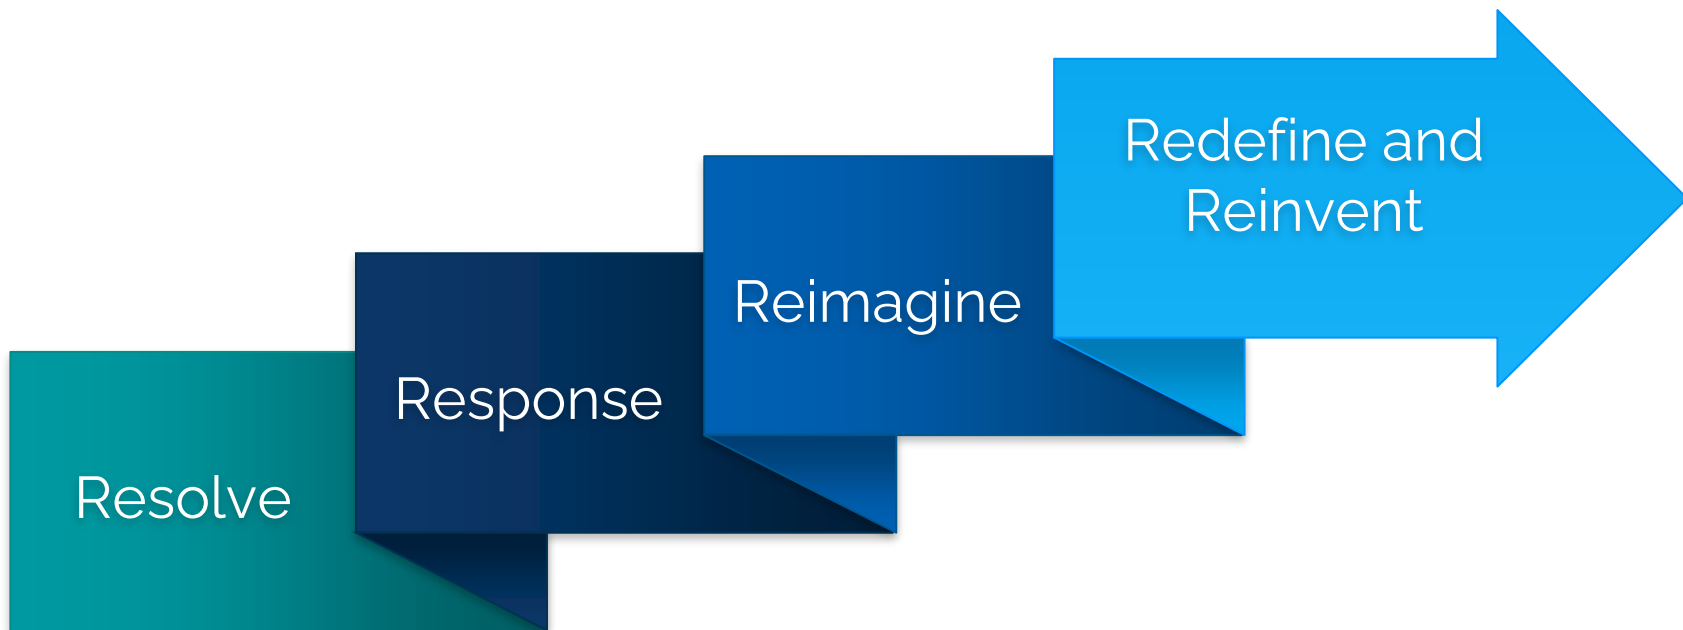 Resolve
Response
Reimagine
Redefine and
Reinvent